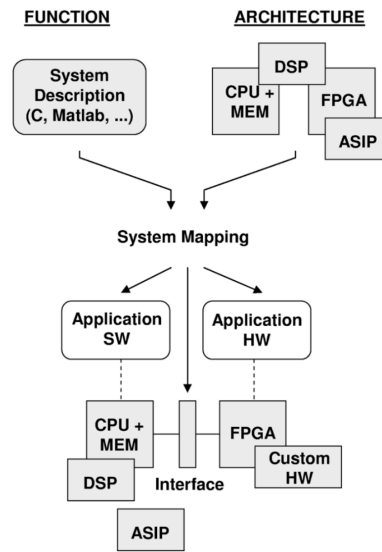 FUNCTION
ARCHITECTURE
System
Description
(C, Matlab, ...)
DSP
CPU +
MEM
FPGA
ASIP
System Mapping
Application
SW
Application
HW
CPU +
MEM
FPGA
DSP
Interface
Custom
HW
ASIP